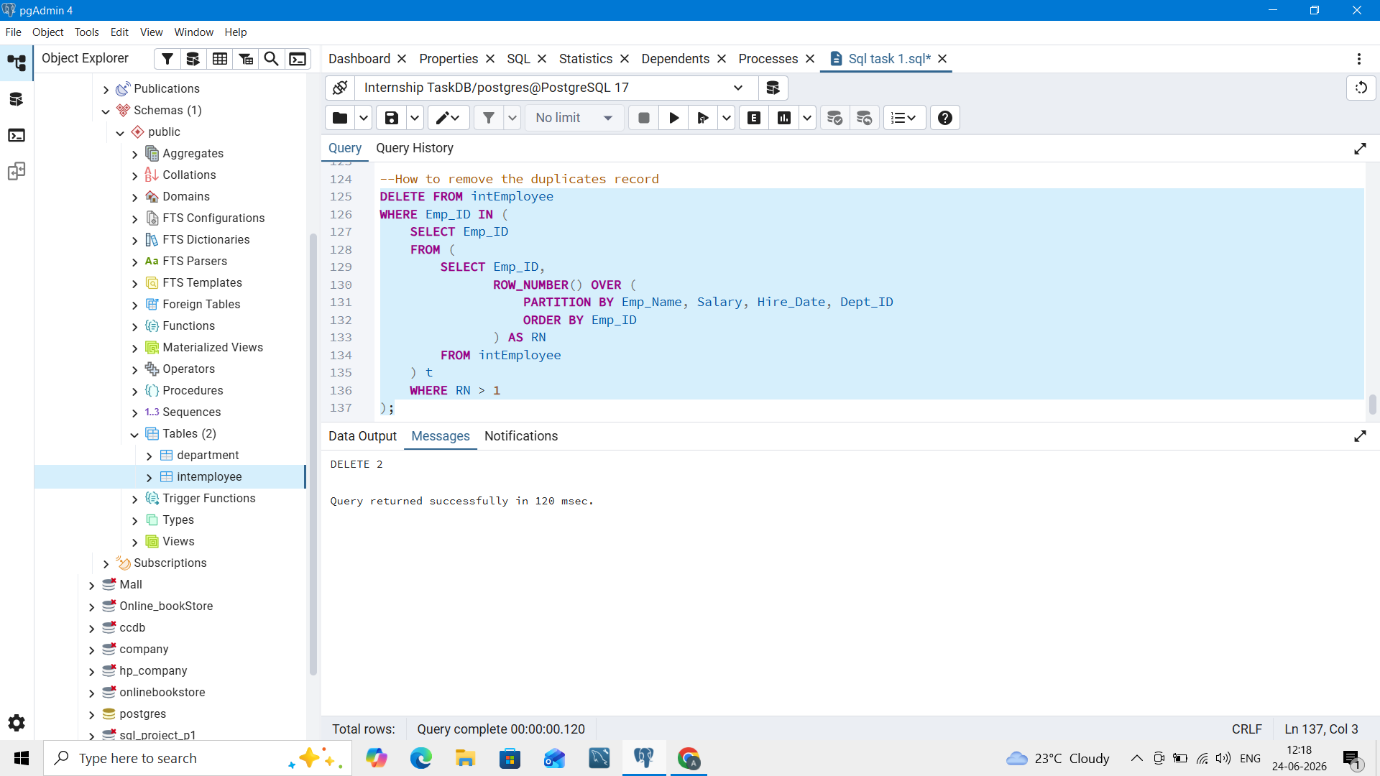 pgAdmin 4
File Object Tools Edit View Window Help
Object Explorer
Dashboard Properties SQL Statistics Dependents Processes Sql task 1.sql*
Publications
Schemas (1)
public
Aggregates
Collations
Domains
FTS Configurations
FTS Dictionaries
FTS Parsers
FTS Templates
Foreign Tables
Functions
Materialized Views
Operators
Procedures
1..3 Sequences
Tables (2)
department
intemployee
Trigger Functions
Types
Views
Subscriptions
Mall
Online_bookStore
ccdb
company
hp_company
onlinebookstore
postgres
sql_project_p1
Internship TaskDB/postgres@PostgreSQL 17
No limit
Query Query History
123
124 --How to remove the duplicates record
125 DELETE FROM intEmployee
126 WHERE Emp_ID IN (
127 SELECT Emp_ID
128 FROM (
129 SELECT Emp_ID,
130 ROW_NUMBER() OVER (
131 PARTITION BY Emp_Name, Salary, Hire_Date, Dept_ID
132 ORDER BY Emp_ID
133 ) AS RN
134 FROM intEmployee
135 ) t
136 WHERE RN > 1
137 );
Data Output Messages Notifications
DELETE 2
Query returned successfully in 120 msec.
Total rows: Query complete 00:00:00.120 CRLF Ln 137, Col 3
Type here to search
23°C Cloudy
ENG
12:18
24-06-2026
1